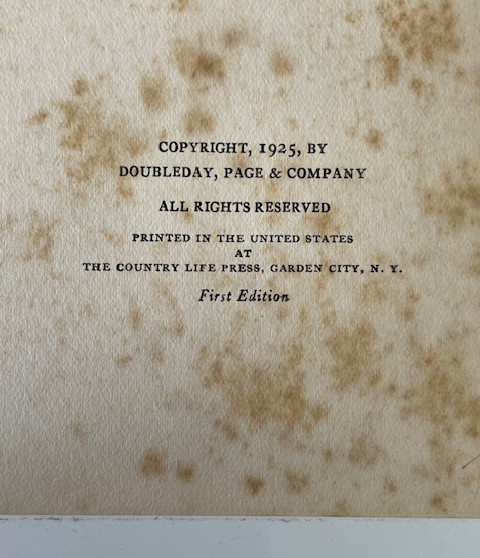 COPYRIGHT, 1925, BY
DOUBLEDAY, PAGE & COMPANY
ALL RIGHTS RESERVED
PRINTED IN THE UNITED STATES
AT
THE COUNTRY LIFE PRESS, GARDEN CITY, N. Y.
First Edition